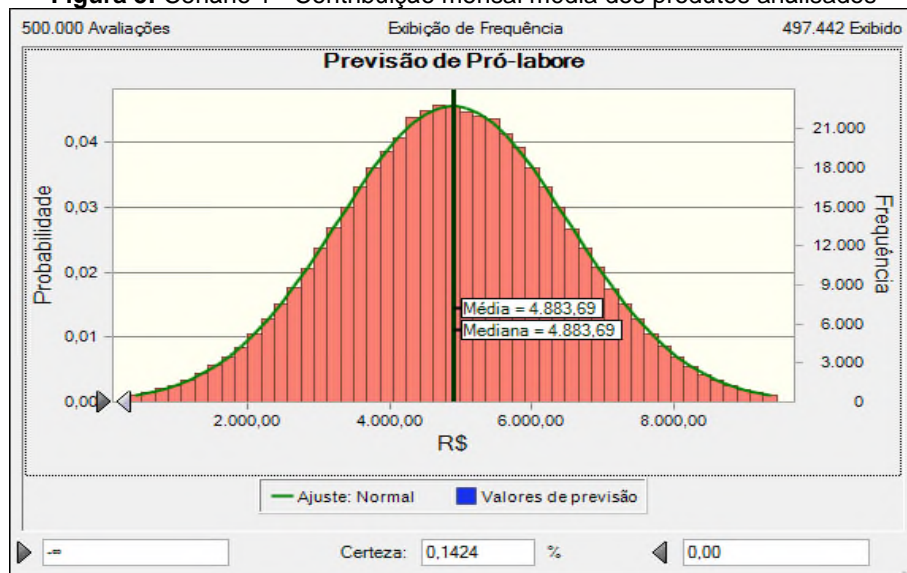 Figura 3: Cenário 1 - Contribuição mensal média dos produtos analisados
500.000 Avaliações Exibição de Frequência 497.442 Exibido
Previsão de Pró-labore
Probabilidade
0,04
0,03
0,02
0,01
0,00
Média = 4.883,69
Mediana = 4.883,69
21.000
18.000
15.000
12.000
9.000
6.000
3.000
0
Frequência
2.000,00 4.000,00 6.000,00 8.000,00
R$
Ajuste: Normal Valores de previsão
-∞ Certeza: 0,1424 % 0,00